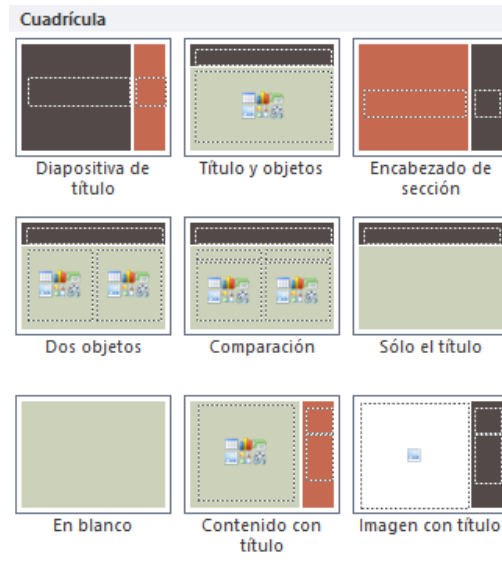 Cuadrícula
Diapositiva de
título
Título y objetos
Encabezado de
sección
Dos objetos
Comparación
Sólo el título
En blanco
Contenido con
título
Imagen con título